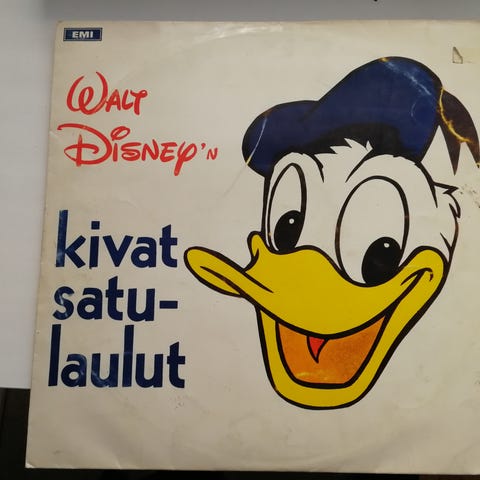 EMI
WALT
DISNEY'N
kivat
satu-
laulut